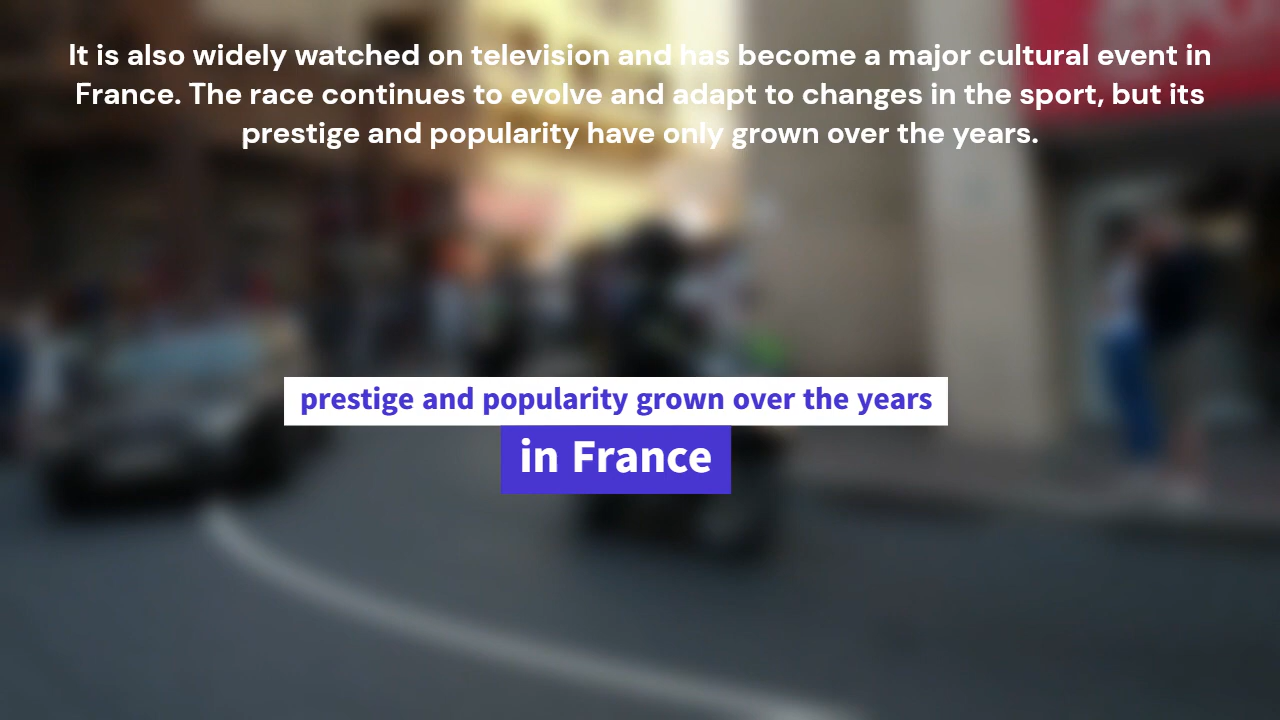 It is also widely watched on television and has become a major cultural event in
France. The race continues to evolve and adapt to changes in the sport, but its
prestige and popularity have only grown over the years.
prestige and popularity grown over the years
in France